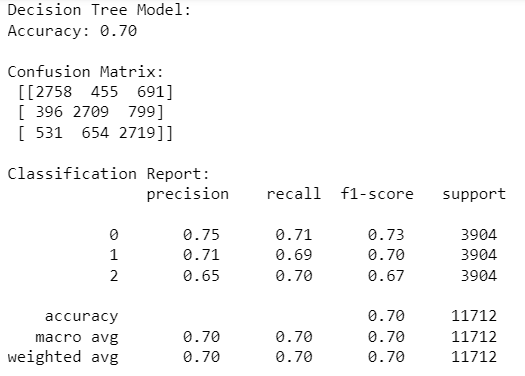 Decision Tree Model:
Accuracy: 0.70
Confusion Matrix:
[[2758 455 691]
[ 396 2709 799]
[ 531 654 2719]]
Classification Report:
precision recall f1-score support
0 0.75 0.71 0.73 3904
1 0.71 0.69 0.70 3904
2 0.65 0.70 0.67 3904
accuracy 0.70 11712
macro avg 0.70 0.70 0.70 11712
weighted avg 0.70 0.70 0.70 11712